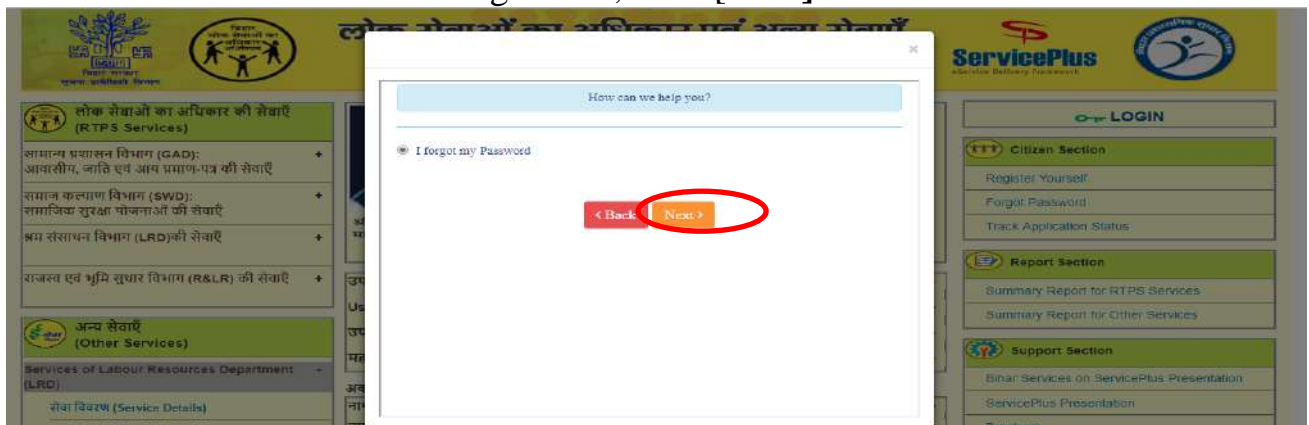 बिहार
ServicePlus
eService Delivery Framework
लोक सेवाओं का अधिकार की सेवाएँ
(RTPS Services)
सामान्य प्रशासन विभाग (GAD):
आवासीय, जाति एवं आय प्रमाण-पत्र की सेवाएँ
+
समाज कल्याण विभाग (SWD):
सामाजिक सुरक्षा योजनाओं की सेवाएँ
+
श्रम संसाधन विभाग (LRD)की सेवाएँ
+
राजस्व एवं भूमि सुधार विभाग (R&LR) की सेवाएँ
+
अन्य सेवाएँ
(Other Services)
Services of Labour Resources Department
(LRD)
-
सेवा विवरण (Service Details)
×
How can we help you?
I forgot my Password
< Back
Next >
LOGIN
Citizen Section
Register Yourself
Forgot Password
Track Application Status
Report Section
Summary Report for RTPS Services
Summary Report for Other Services
Support Section
Bihar Services on ServicePlus Presentation
ServicePlus Presentation